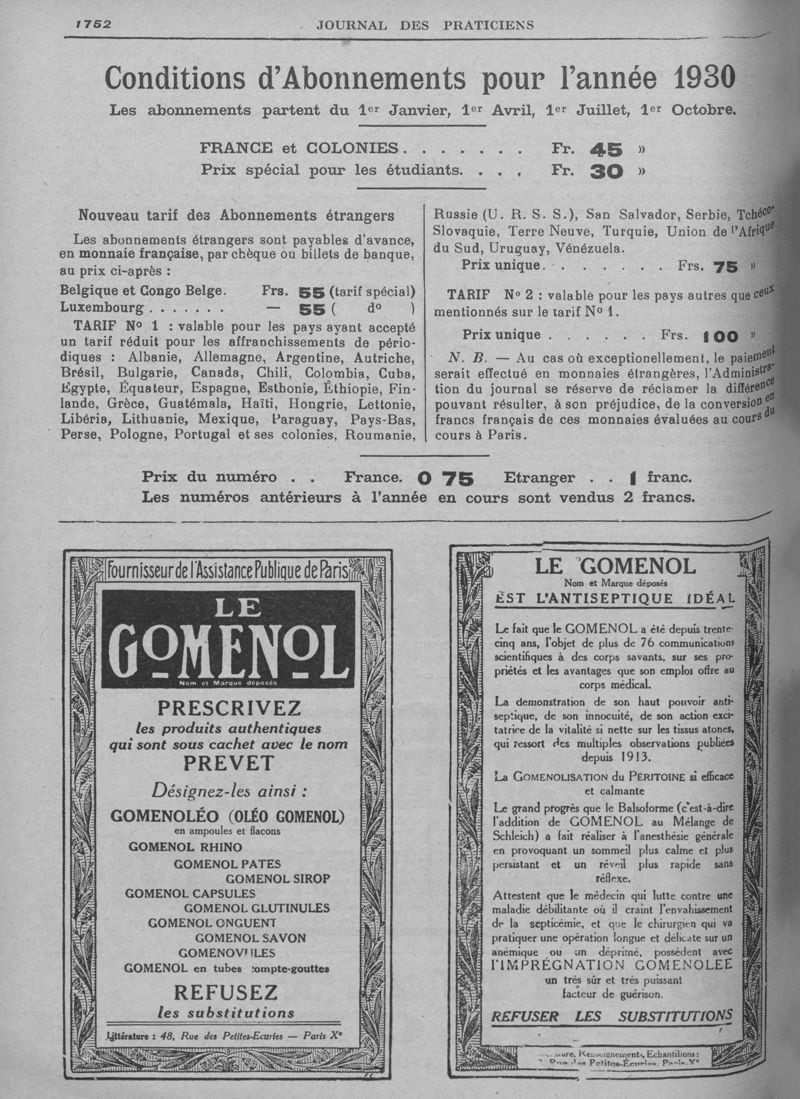 1752
JOURNAL DES PRATICIENS
Conditions d'Abonnements pour l'année 1930
Les abonnements partent du 1er Janvier, 1er Avril, 1er Juillet, 1er Octobre.
FRANCE et COLONIES. . . . . . . . Fr. 45 »
Prix spécial pour les étudiants. . . . Fr. 30 »
Nouveau tarif des Abonnements étrangers
Les abonnements étrangers sont payables d'avance,
en monnaie française, par chèque ou billets de banque,
au prix ci-après :
Belgique et Congo Belge. Frs. 55 (tarif spécial)
Luxembourg . . . . . . . — 55 ( do )
TARIF No 1 : valable pour les pays ayant accepté
un tarif réduit pour les affranchissements de pério-
diques : Albanie, Allemagne, Argentine, Autriche,
Brésil, Bulgarie, Canada, Chili, Colombia, Cuba,
Egypte, Équateur, Espagne, Esthonie, Éthiopie, Fin-
lande, Grèce, Guatémala, Haïti, Hongrie, Lettonie,
Libéria, Lithuanie, Mexique, Paraguay, Pays-Bas,
Perse, Pologne, Portugal et ses colonies, Roumanie,
Russie (U. R. S. S.), San Salvador, Serbie, Tchéco-
Slovaquie, Terre Neuve, Turquie, Union de l'Afrique
du Sud, Uruguay, Vénézuela.
Prix unique. . . . . . . . Frs. 75 »
TARIF No 2 : valable pour les pays autres que ceux
mentionnés sur le tarif No 1.
Prix unique . . . . . . Frs. 100 »
N. B. — Au cas où exceptionellement, le paiement
serait effectué en monnaies étrangères, l'Administra-
tion du journal se réserve de réclamer la différence
pouvant résulter, à son préjudice, de la conversion en
francs français de ces monnaies évaluées au cours du
cours à Paris.
Prix du numéro . . France. 0 75 Etranger . . 1 franc.
Les numéros antérieurs à l'année en cours sont vendus 2 francs.
Fournisseur de l'Assistance Publique de Paris
LE
GOMENOL
Nom et Marque déposés
PRESCRIVEZ
les produits authentiques
qui sont sous cachet avec le nom
PREVET
Désignez-les ainsi :
GOMENOLÉO (OLÉO GOMENOL)
en ampoules et flacons
GOMENOL RHINO
GOMENOL PATES
GOMENOL SIROP
GOMENOL CAPSULES
GOMENOL GLUTINULES
GOMENOL ONGUENT
GOMENOL SAVON
GOMENOVULES
GOMENOL en tubes compte-gouttes
REFUSEZ
les substitutions
Littérature : 48, Rue des Petites-Ecuries — Paris Xe
LE GOMENOL
Nom et Marque déposés
EST L'ANTISEPTIQUE IDÉAL
Le fait que le GOMENOL a été depuis trente-
cinq ans, l'objet de plus de 76 communications
scientifiques à des corps savants, sur ses pro-
priétés et les avantages que son emploi offre au
corps médical.
La demonstration de son haut pouvoir anti-
septique, de son innocuité, de son action exci-
tatrice de la vitalité si nette sur les tissus atones,
qui ressort des multiples observations publiées
depuis 1913.
La GOMENOLISATION du PÉRITOINE si efficace
et calmante
Le grand progrès que le Balsoforme (c'est-à-dire
l'addition de GOMENOL au Mélange de
Schleich) a fait réaliser à l'anesthésie générale
en provoquant un sommeil plus calme et plus
persistant et un réveil plus rapide sans
réflexe.
Attestent que le médecin qui lutte contre une
maladie débilitante où il craint l'envahissement
de la septicémie, et que le chirurgien qui va
pratiquer une opération longue et délicate sur un
anémique ou un déprimé, possèdent avec
l'IMPRÉGNATION GOMENOLEE
un très sûr et très puissant
facteur de guérison.
REFUSER LES SUBSTITUTIONS
Renseignements, Echantillons :
Rue des Petites-Ecuries, Paris-Xe